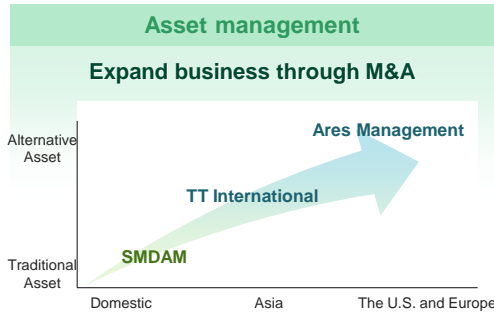 Asset management
Expand business through M&A
Alternative
Asset
Ares Management
TT International
SMDAM
Traditional
Asset
Domestic
Asia
The U.S. and Europe